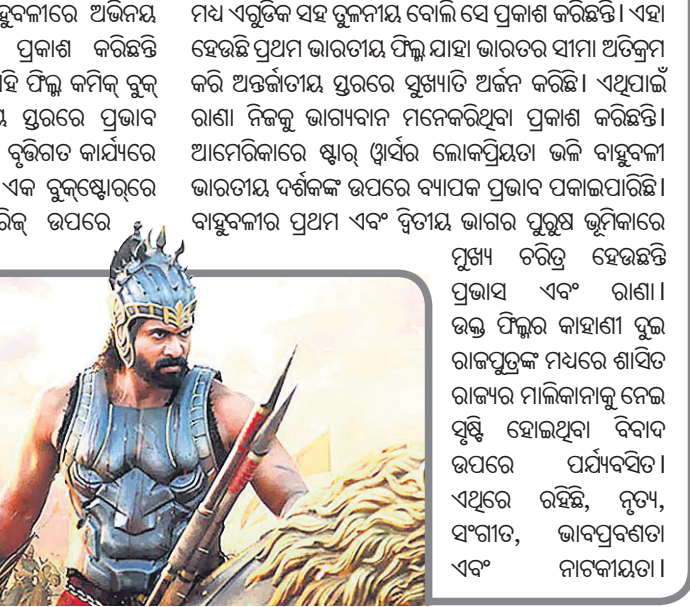 ହୁବଳୀରେ ଅଭିନୟ
ପ୍ରକାଶ କରିଛନ୍ତି
ହି ଫିଲ୍ମ କମିକ୍ ବୁକ୍
ସ୍ତରରେ ପ୍ରଭାବ
ବୃତ୍ତିଗତ କାର୍ଯ୍ୟରେ
ଏକ ବୁକ୍‌ଷ୍ଟୋର୍‌ରେ
ରିଜ୍ ଉପରେ
ମଧ୍ୟ ଏଗୁଡିକ ସହ ତୁଳନୀୟ ବୋଲି ସେ ପ୍ରକାଶ କରିଛନ୍ତି । ଏହା
ହେଉଛି ପ୍ରଥମ ଭାରତୀୟ ଫିଲ୍ମ ଯାହା ଭାରତର ସୀମା ଅତିକ୍ରମ
କରି ଅନ୍ତର୍ଜାତୀୟ ସ୍ତରରେ ସୁଖ୍ୟାତି ଅର୍ଜନ କରିଛି । ଏଥିପାଇଁ
ରାଣା ନିଜକୁ ଭାଗ୍ୟବାନ ମନେକରିଥିବା ପ୍ରକାଶ କରିଛନ୍ତି ।
ଆମେରିକାରେ ଷ୍ଟାର୍ ୱାର୍ସର ଲୋକପ୍ରିୟତା ଭଳି ବାହୁବଳୀ
ଭାରତୀୟ ଦର୍ଶକଙ୍କ ଉପରେ ବ୍ୟାପକ ପ୍ରଭାବ ପକାଇପାରିଛି ।
ବାହୁବଳୀର ପ୍ରଥମ ଏବଂ ଦ୍ୱିତୀୟ ଭାଗର ପୁରୁଷ ଭୂମିକାରେ
ମୁଖ୍ୟ ଚରିତ୍ର ହେଉଛନ୍ତି
ପ୍ରଭାସ ଏବଂ ରାଣା ।
ଉକ୍ତ ଫିଲ୍ମର କାହାଣୀ ଦୁଇ
ରାଜପୁତ୍ରଙ୍କ ମଧ୍ୟରେ ଶାସିତ
ରାଜ୍ୟର ମାଲିକାନାକୁ ନେଇ
ସୃଷ୍ଟି ହୋଇଥିବା ବିବାଦ
ଉପରେ ପର୍ଯ୍ୟବସିତ ।
ଏଥିରେ ରହିଛି, ନୃତ୍ୟ,
ସଂଗୀତ, ଭାବପ୍ରବଣତା
ଏବଂ ନାଟକୀୟତା ।